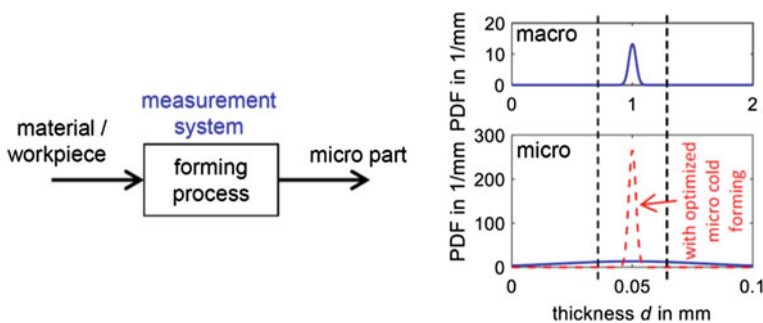 measurement
system
material /
workpiece
forming
process
micro part
PDF in 1/mm
20
10
0
macro
0 1 2
PDF in 1/mm
300
200
100
0
micro
with optimized
micro cold
forming
0 0.05 0.1
thickness d in mm